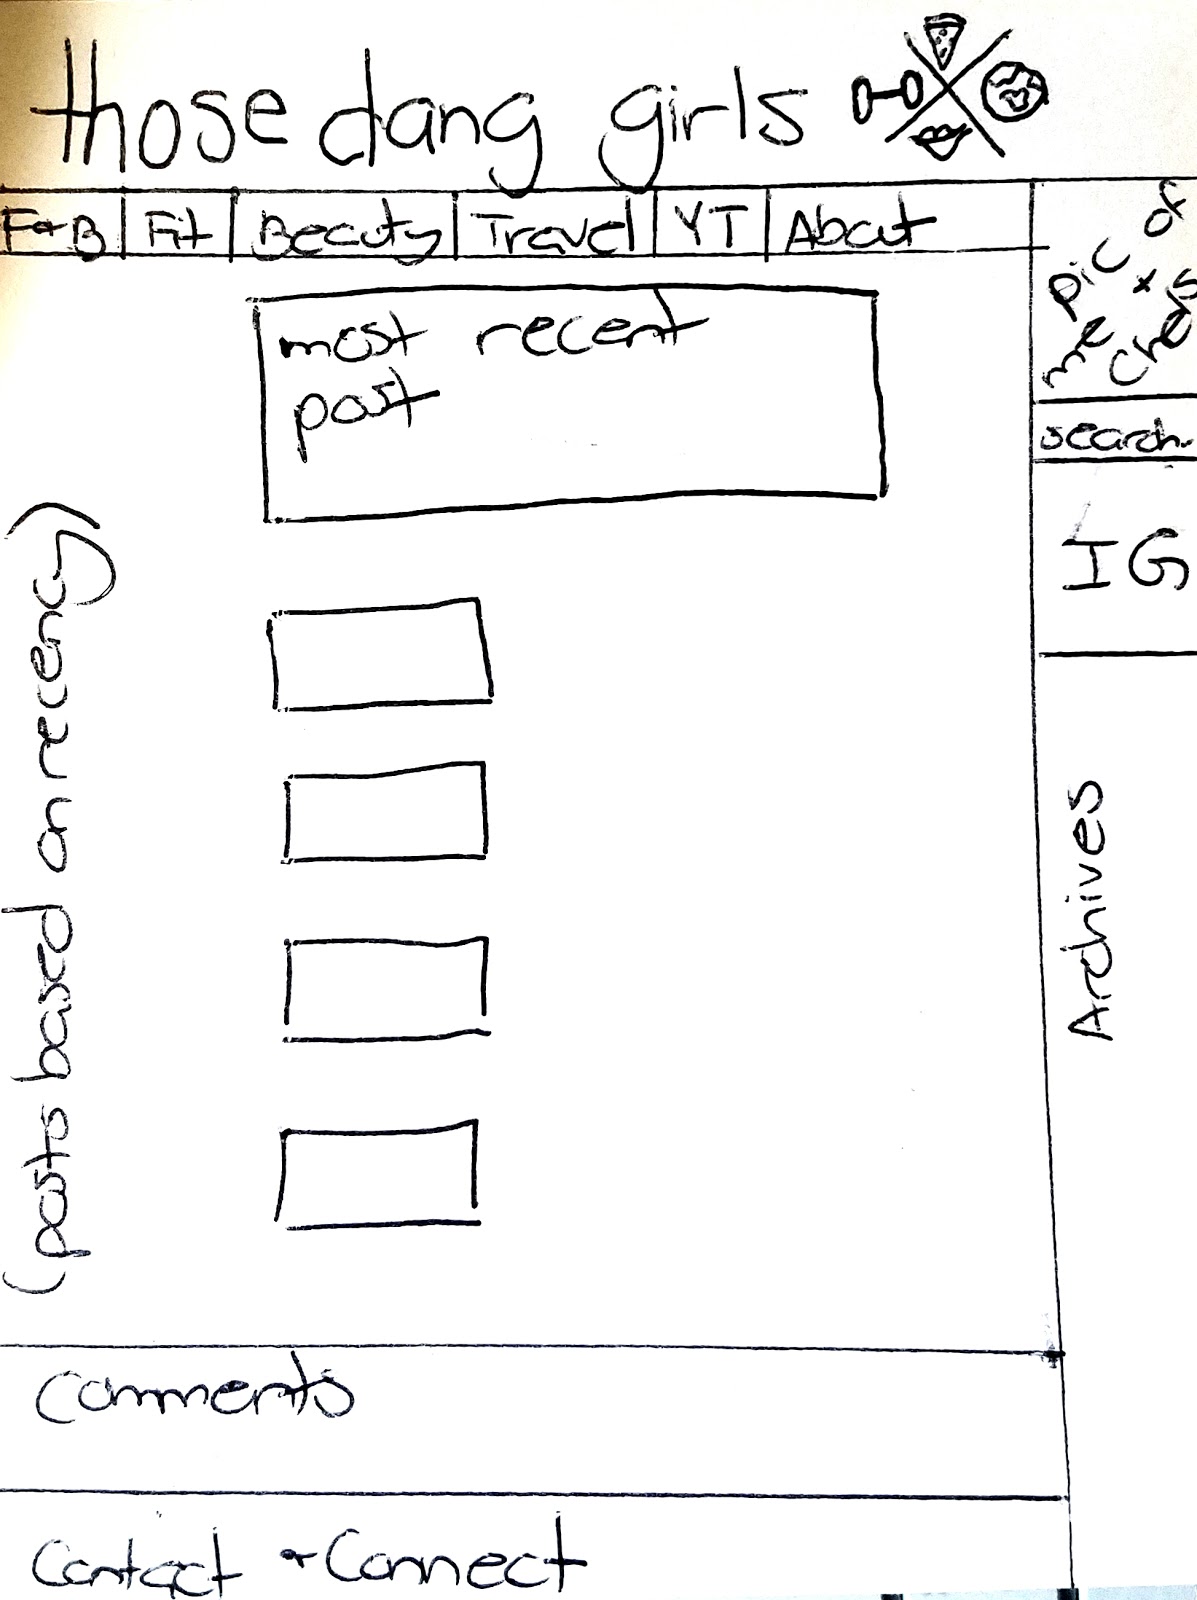 those dang girls
F+B Fit Beauty Travel YT About
pic of
me + Chels
search
IG
Archives
most recent
post
(posts based on recency)
Comments
Contact + Connect